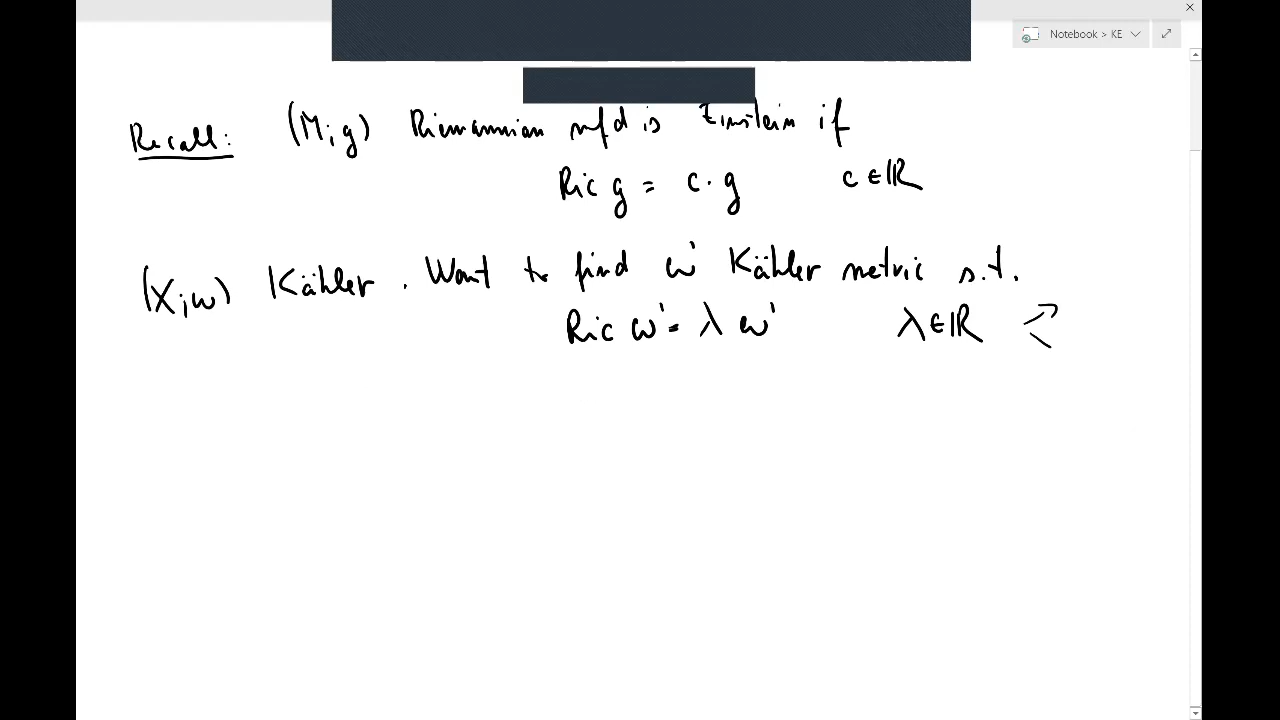 Notebook > KE
Recall: (M,g) Riemannian mfd is Einstein if
Ric g = c · g c ∈ ℝ
(X,ω) Kähler. Want to find ω' Kähler metric s.t.
Ric ω' = λ ω' λ ∈ ℝ